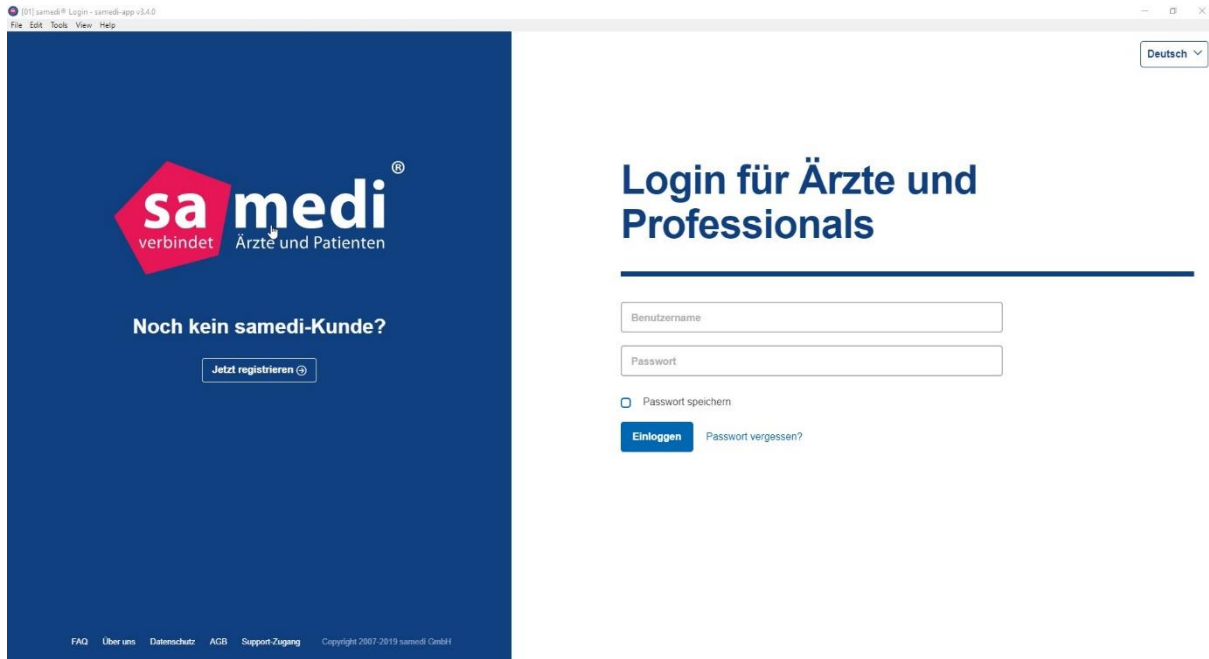 [01] samedi® Login - samedi-app v3.4.0
File Edit Tools View Help
Deutsch
samedi®
verbindet Ärzte und Patienten
Noch kein samedi-Kunde?
Jetzt registrieren
Login für Ärzte und
Professionals
Benutzername
Passwort
Passwort speichern
Einloggen Passwort vergessen?
FAQ Über uns Datenschutz AGB Support-Zugang Copyright 2007-2019 samedi GmbH